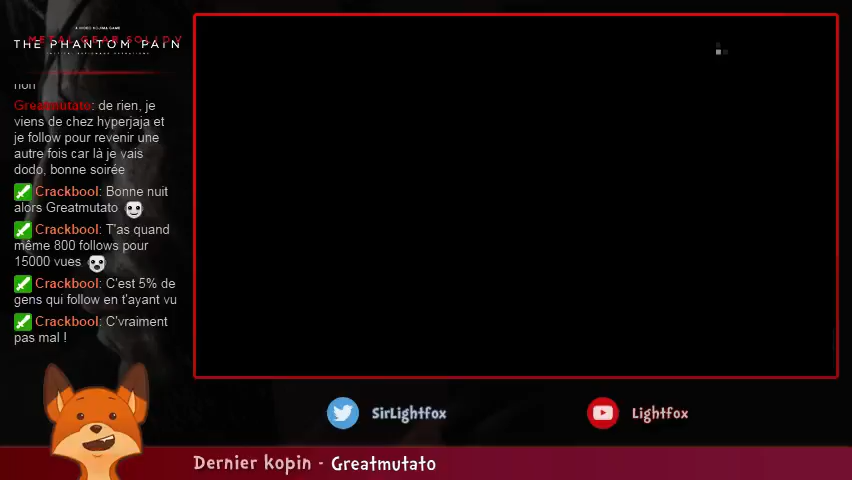 A HIDEO KOJIMA GAME
METAL GEAR SOLID V
THE PHANTOM PAIN
non
Greatmutato: de rien, je
viens de chez hyperjaja et
je follow pour revenir une
autre fois car là je vais
dodo, bonne soirée
Crackbool: Bonne nuit
alors Greatmutato
Crackbool: T'as quand
même 800 follows pour
15000 vues
Crackbool: C'est 5% de
gens qui follow en t'ayant vu
Crackbool: C'vraiment
pas mal !
SirLightfox
Lightfox
Dernier kopin - Greatmutato